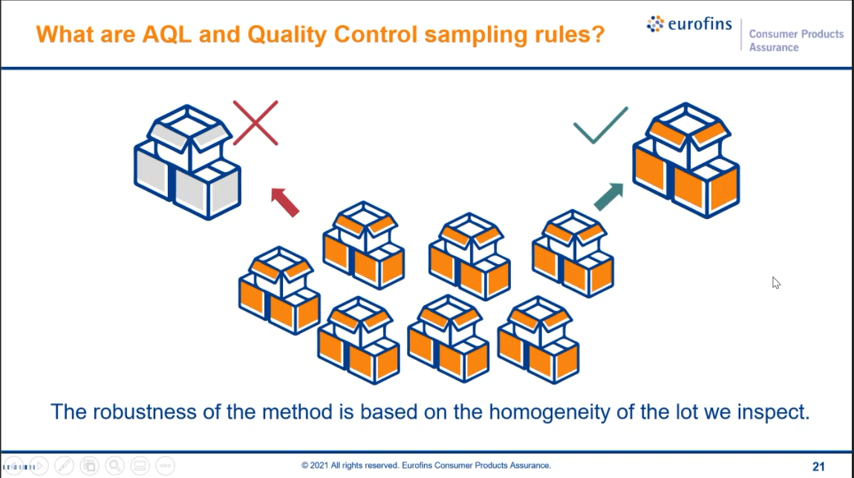 What are AQL and Quality Control sampling rules?
eurofins
Consumer Products
Assurance
The robustness of the method is based on the homogeneity of the lot we inspect.
© 2021 All rights reserved. Eurofins Consumer Products Assurance.
21